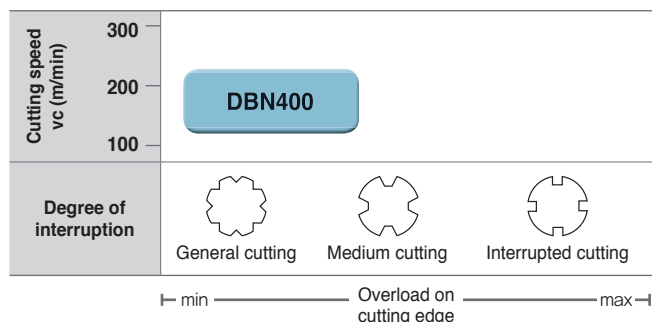 Cutting speed
vc (m/min)
300
200
100
DBN400
Degree of
interruption
General cutting
Medium cutting
Interrupted cutting
min
Overload on
cutting edge
max